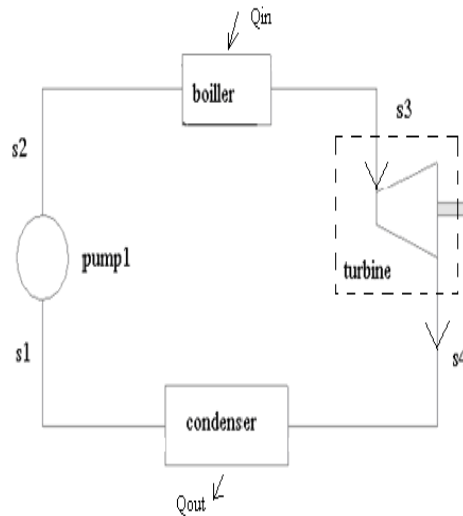 Qin
boiller
s3
s2
pump1
turbine
s1
s4
condenser
Qout